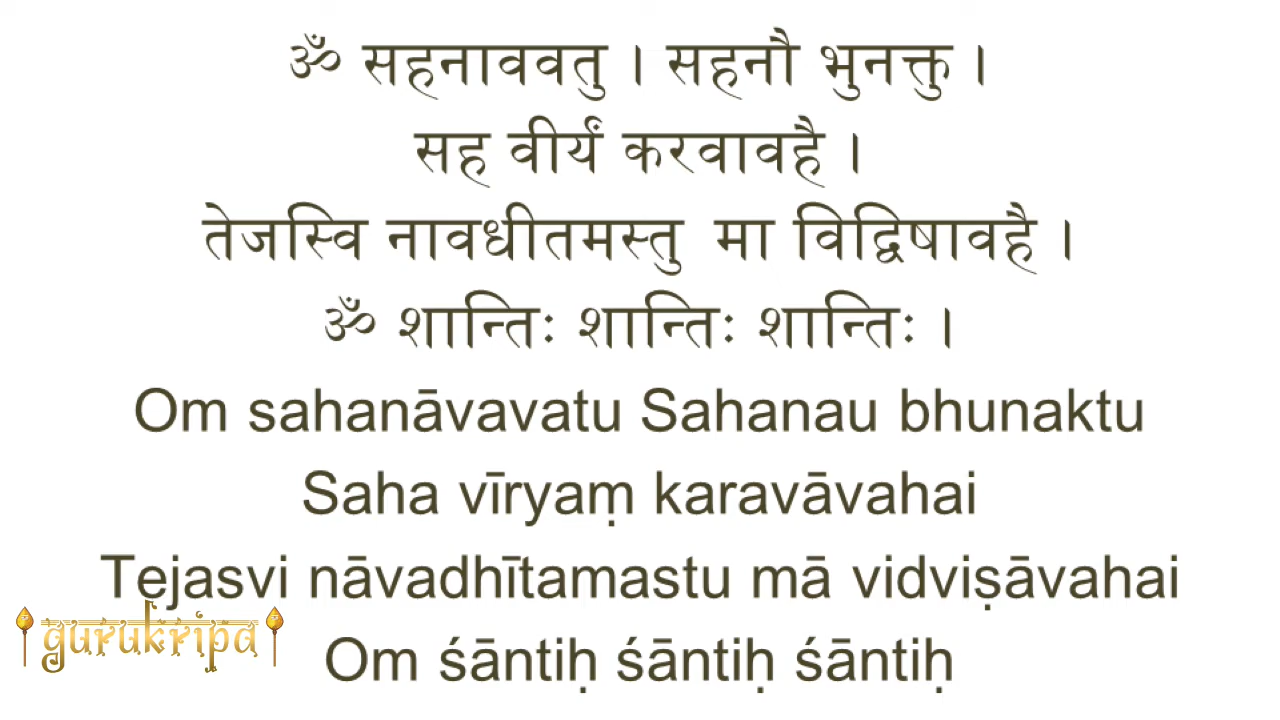 ॐ सहनाववतु । सहनौ भुनक्तु ।
सह वीर्यं करवावहै ।
तेजस्वि नावधीतमस्तु मा विद्विषावहै ।
ॐ शान्तिः शान्तिः शान्तिः ।
Om sahanāvavatu Sahanau bhunaktu
Saha vīryaṃ karavāvahai
Tejasvi nāvadhītamastu mā vidviṣāvahai
gurukripa
Om śāntiḥ śāntiḥ śāntiḥ